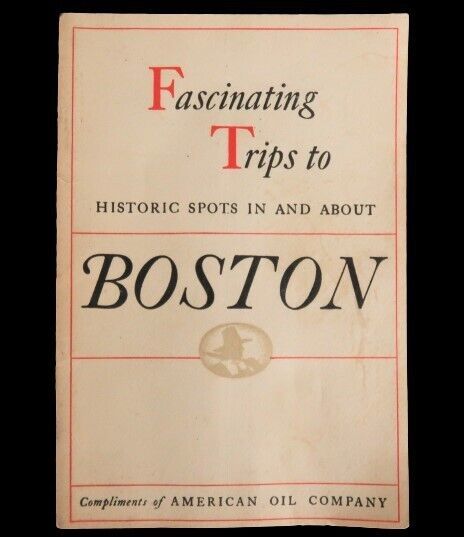 Fascinating
Trips to
HISTORIC SPOTS IN AND ABOUT
BOSTON
Compliments of AMERICAN OIL COMPANY